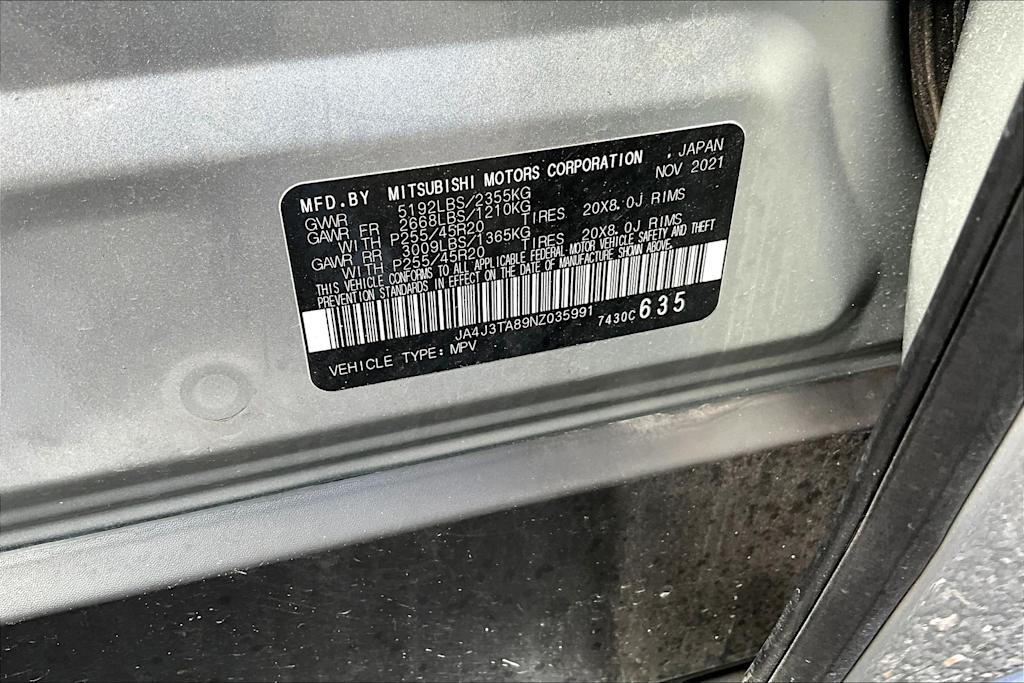 MFD.BY MITSUBISHI MOTORS CORPORATION . JAPAN
GWVR 5192LBS/2355KG NOV 2021
GAWR FR 2668LBS/1210KG
WITH P255/45R20 TIRES 20X8.0J RIMS
GAWR RR 3009LBS/1365KG
WITH P255/45R20 TIRES 20X8.0J RIMS
THIS VEHICLE CONFORMS TO ALL APPLICABLE FEDERAL MOTOR VEHICLE SAFETY AND THEFT
PREVENTION STANDARDS IN EFFECT ON THE DATE OF MANUFACTURE SHOWN ABOVE.
JA4J3TA89NZ035991 7430C 635
VEHICLE TYPE: MPV